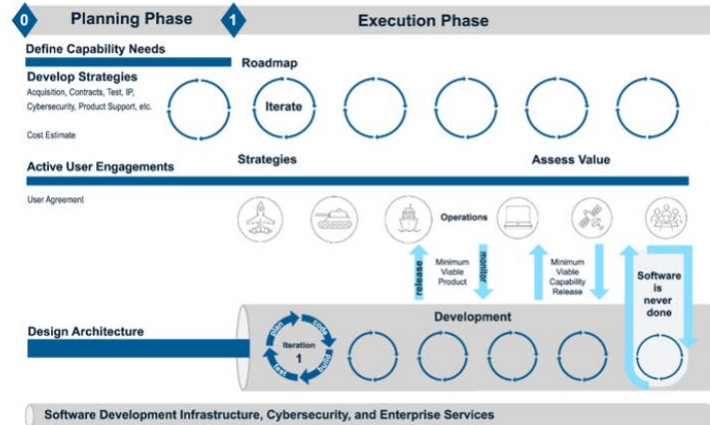 0
Planning Phase
1
Execution Phase
Define Capability Needs
Roadmap
Develop Strategies
Acquisition, Contracts, Test, IP,
Cybersecurity, Product Support, etc.
Iterate
Cost Estimate
Strategies
Assess Value
Active User Engagements
User Agreement
Operations
release
Minimum
Viable
Product
monitor
Minimum
Viable
Capability
Release
Software
is
never
done
Development
Design Architecture
plan
code
build
test
Iteration
1
Software Development Infrastructure, Cybersecurity, and Enterprise Services